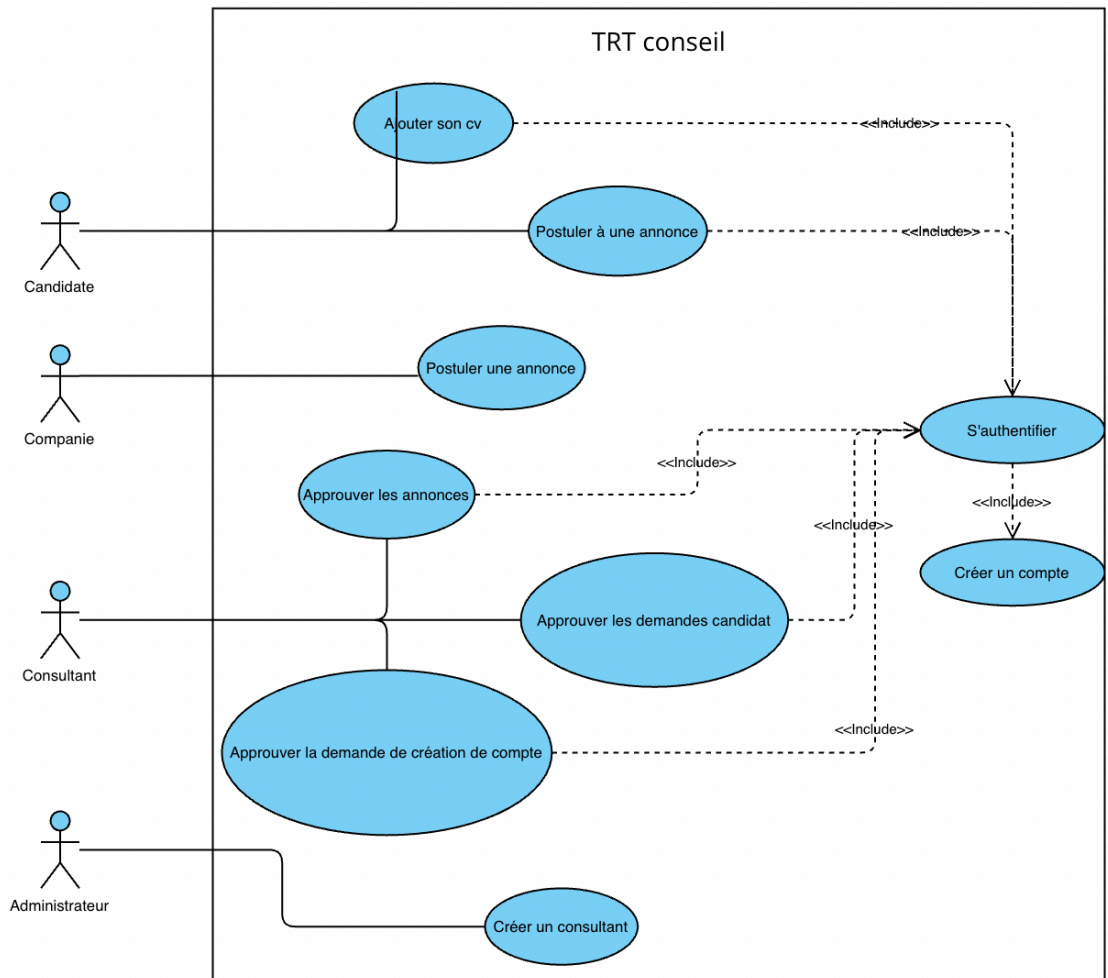 TRT conseil
Ajouter son cv
<<Include>>
Postuler à une annonce
<<Include>>
Candidate
Postuler une annonce
Companie
S'authentifier
<<Include>>
Approuver les annonces
<<Include>>
<<Include>>
Créer un compte
Approuver les demandes candidat
Consultant
<<Include>>
Approuver la demande de création de compte
Administrateur
Créer un consultant